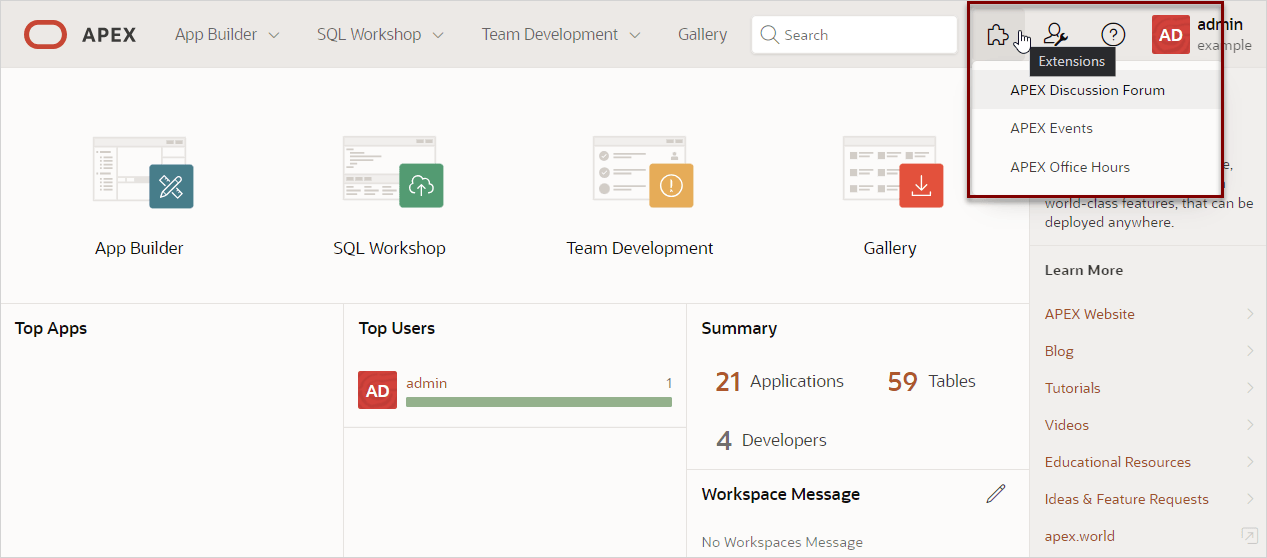 APEX
App Builder
SQL Workshop
Team Development
Gallery
Search
AD
admin
example
Extensions
APEX Discussion Forum
APEX Events
APEX Office Hours
world-class features, that can be
deployed anywhere.
App Builder
SQL Workshop
Team Development
Gallery
Learn More
APEX Website
Blog
Tutorials
Videos
Educational Resources
Ideas & Feature Requests
apex.world
Top Apps
Top Users
AD
admin
1
Summary
21 Applications
59 Tables
4 Developers
Workspace Message
No Workspaces Message